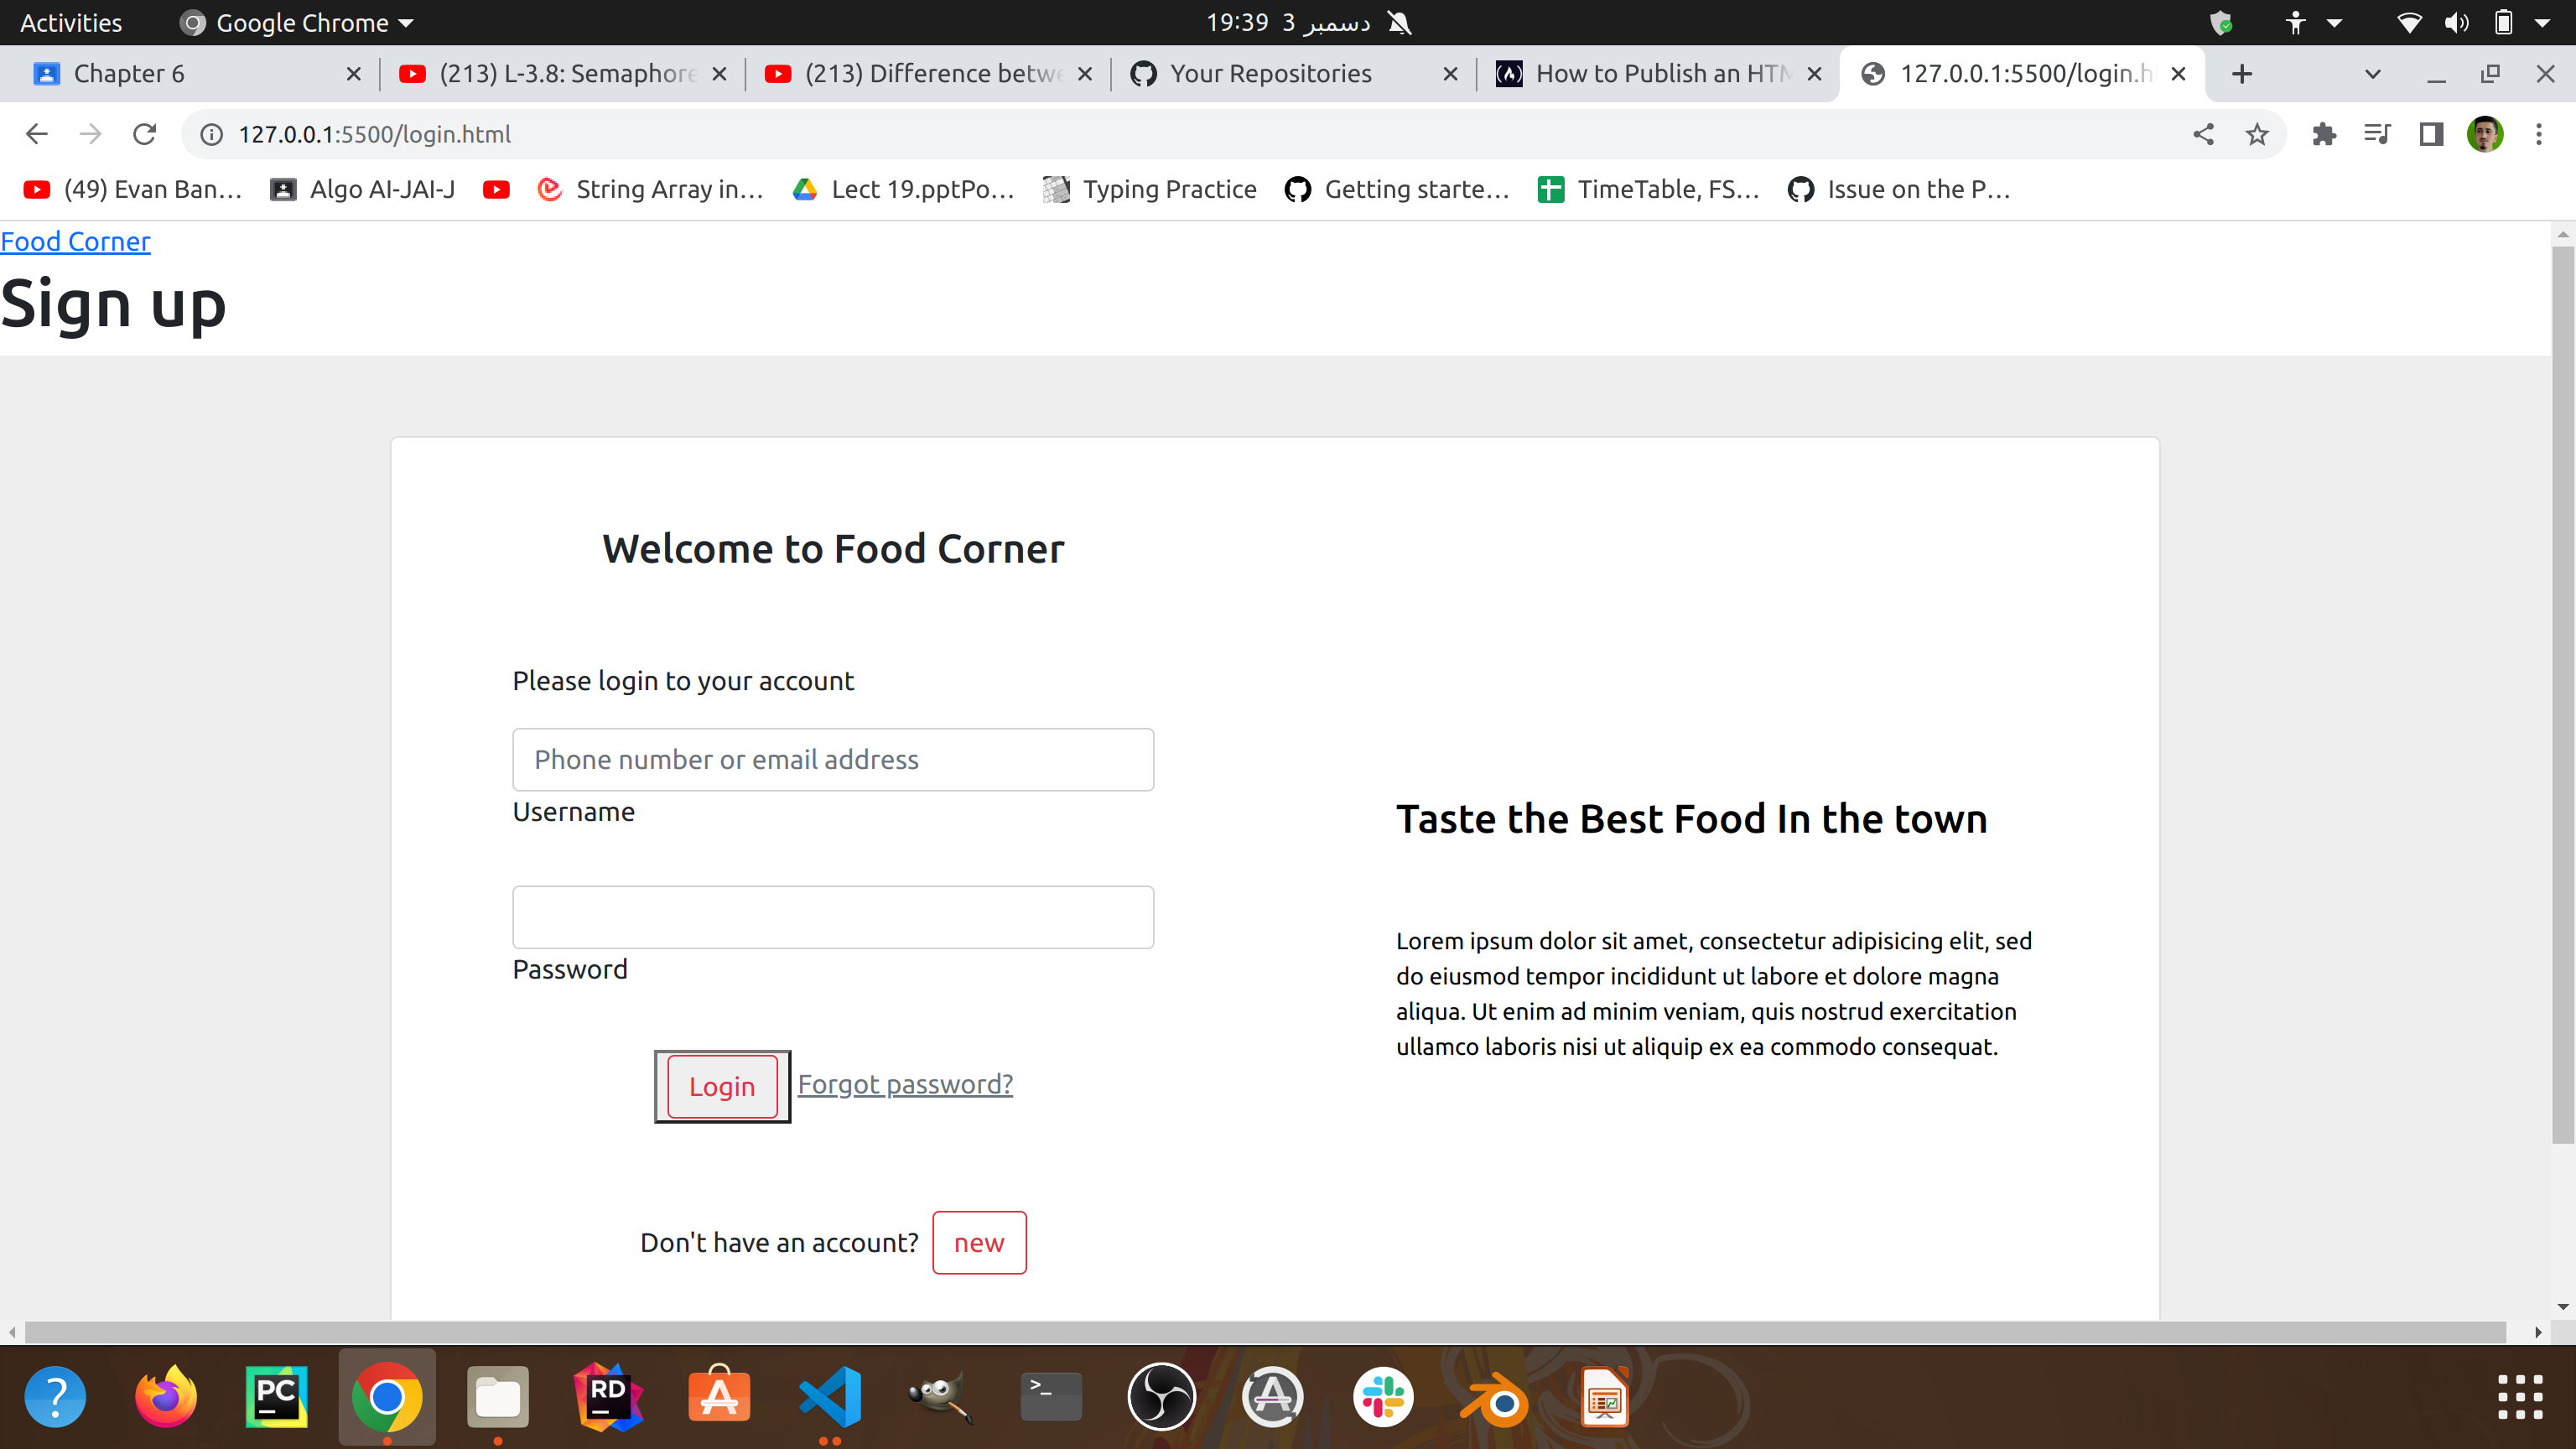 Activities Google Chrome 19:39 3 دسمبر
Chapter 6 (213) L-3.8: Semaphore (213) Difference betwe Your Repositories How to Publish an HTM 127.0.0.1:5500/login.h
127.0.0.1:5500/login.html
(49) Evan Ban... Algo AI-JAI-J String Array in... Lect 19.pptPo... Typing Practice Getting starte... TimeTable, FS... Issue on the P...
Food Corner
Sign up
Welcome to Food Corner
Please login to your account
Phone number or email address
Username
Password
Login Forgot password?
Don't have an account? new
Taste the Best Food In the town
Lorem ipsum dolor sit amet, consectetur adipisicing elit, sed
do eiusmod tempor incididunt ut labore et dolore magna
aliqua. Ut enim ad minim veniam, quis nostrud exercitation
ullamco laboris nisi ut aliquip ex ea commodo consequat.
? PC RD A >_ A